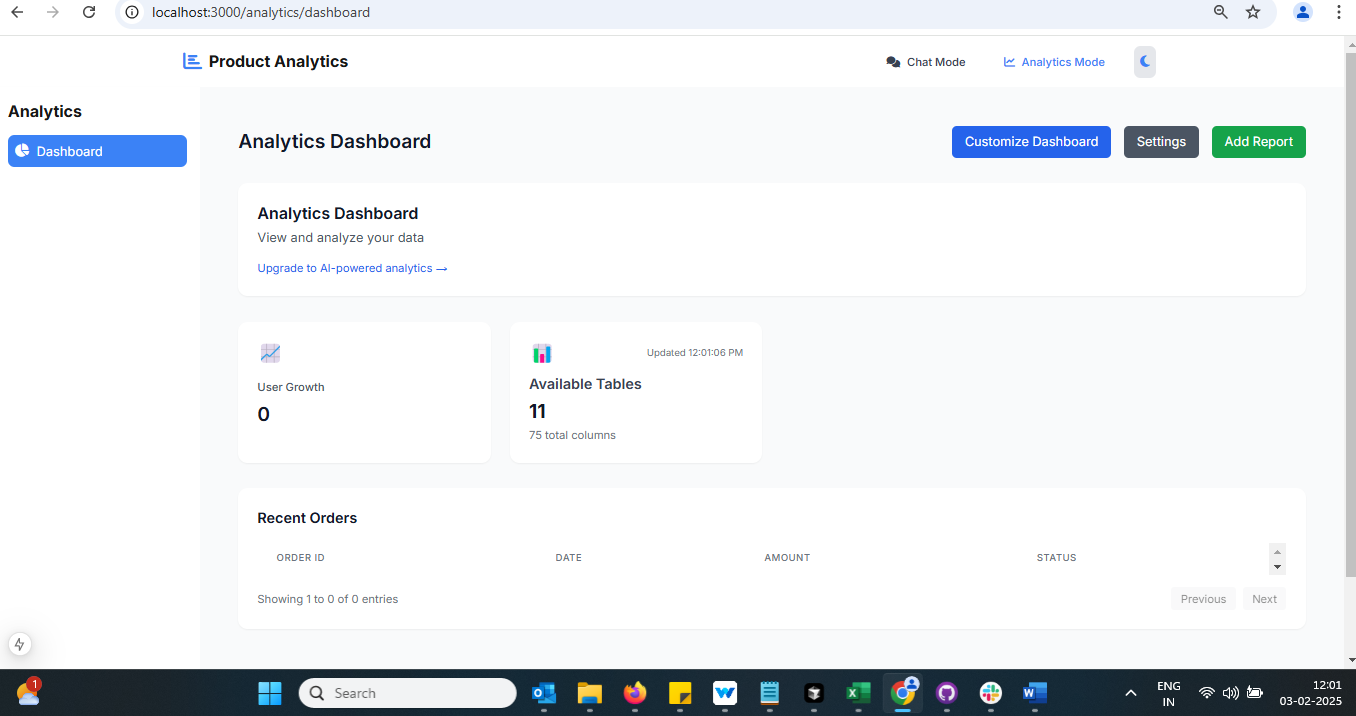 localhost:3000/analytics/dashboard
Product Analytics
Chat Mode
Analytics Mode
Analytics
Dashboard
Analytics Dashboard
Customize Dashboard
Settings
Add Report
Analytics Dashboard
View and analyze your data
Upgrade to AI-powered analytics →
User Growth
0
Updated 12:01:06 PM
Available Tables
11
75 total columns
Recent Orders
ORDER ID DATE AMOUNT STATUS
Showing 1 to 0 of 0 entries
Previous Next
1
Search
ENG
IN
12:01
03-02-2025